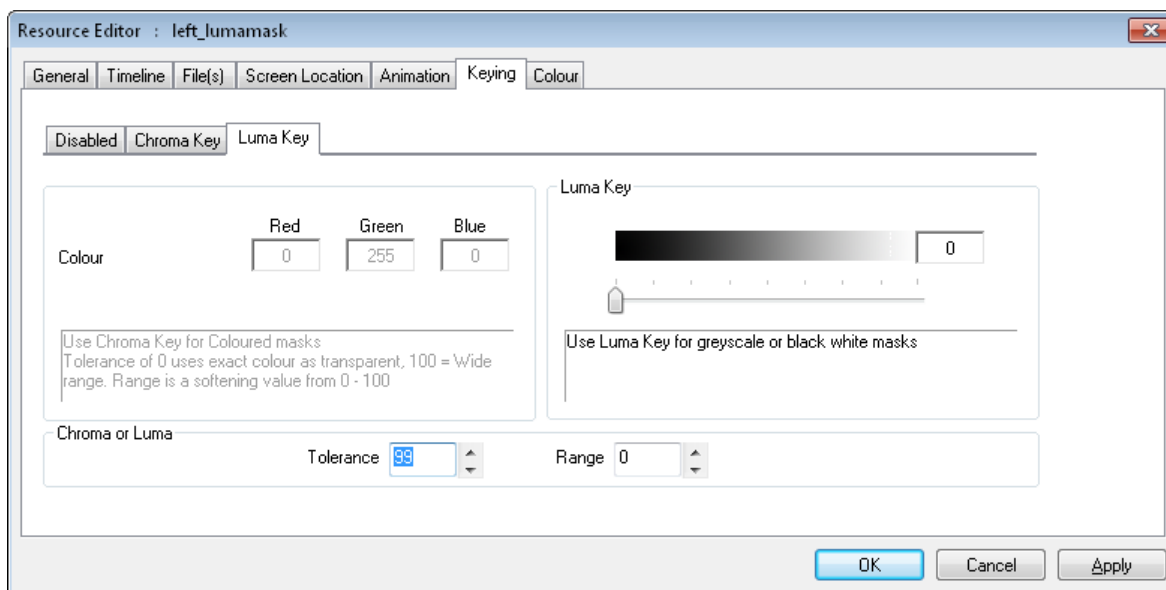 Resource Editor : left_lumamask
General Timeline File(s) Screen Location Animation Keying Colour
Disabled Chroma Key Luma Key
Red Green Blue
Colour 0 255 0
Use Chroma Key for Coloured masks
Tolerance of 0 uses exact colour as transparent, 100 = Wide
range. Range is a softening value from 0 - 100
Luma Key
0
Use Luma Key for greyscale or black white masks
Chroma or Luma
Tolerance 99 Range 0
OK Cancel Apply